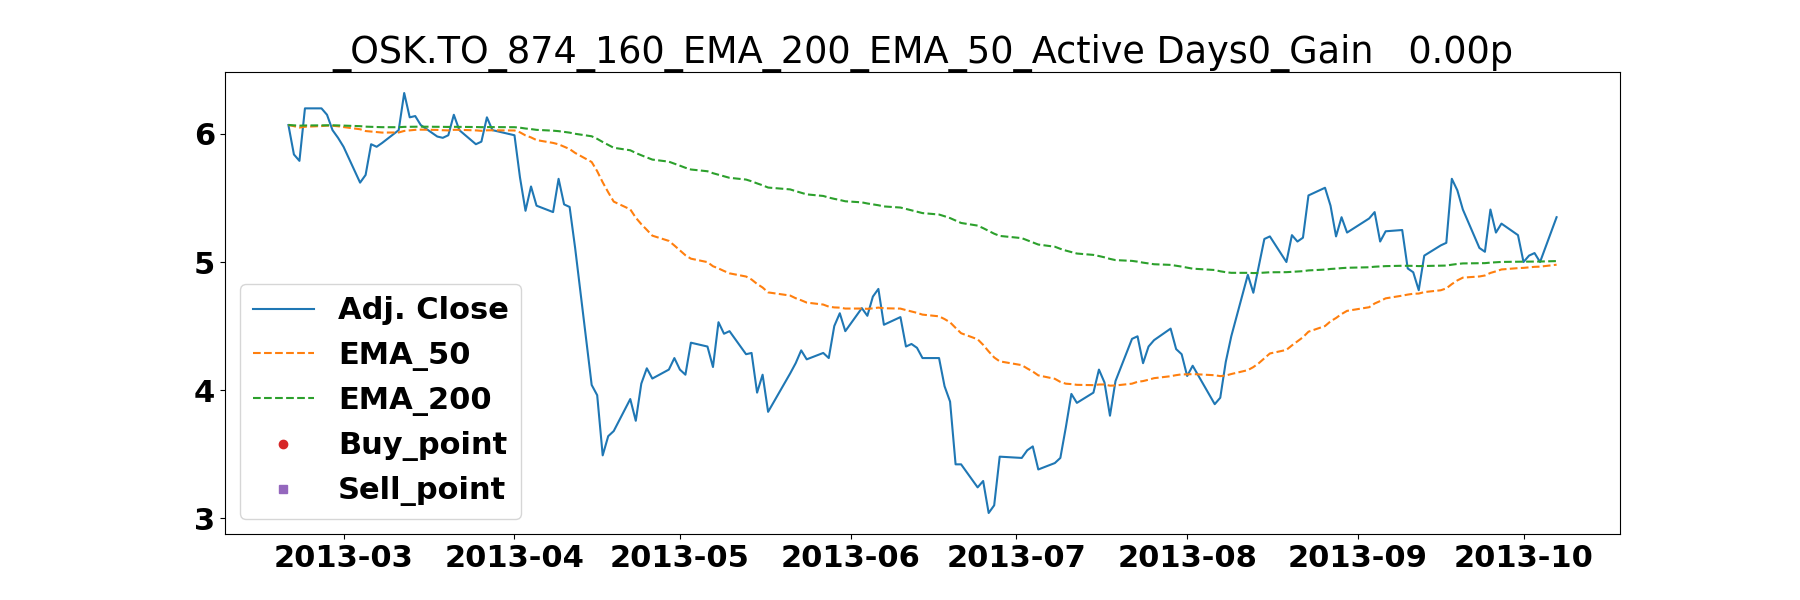 _OSK.TO_874_160_EMA_200_EMA_50_Active Days0_Gain   0.00p
6
5
4
3
Adj. Close
EMA_50
EMA_200
Buy_point
Sell_point
2013-03 2013-04 2013-05 2013-06 2013-07 2013-08 2013-09 2013-10